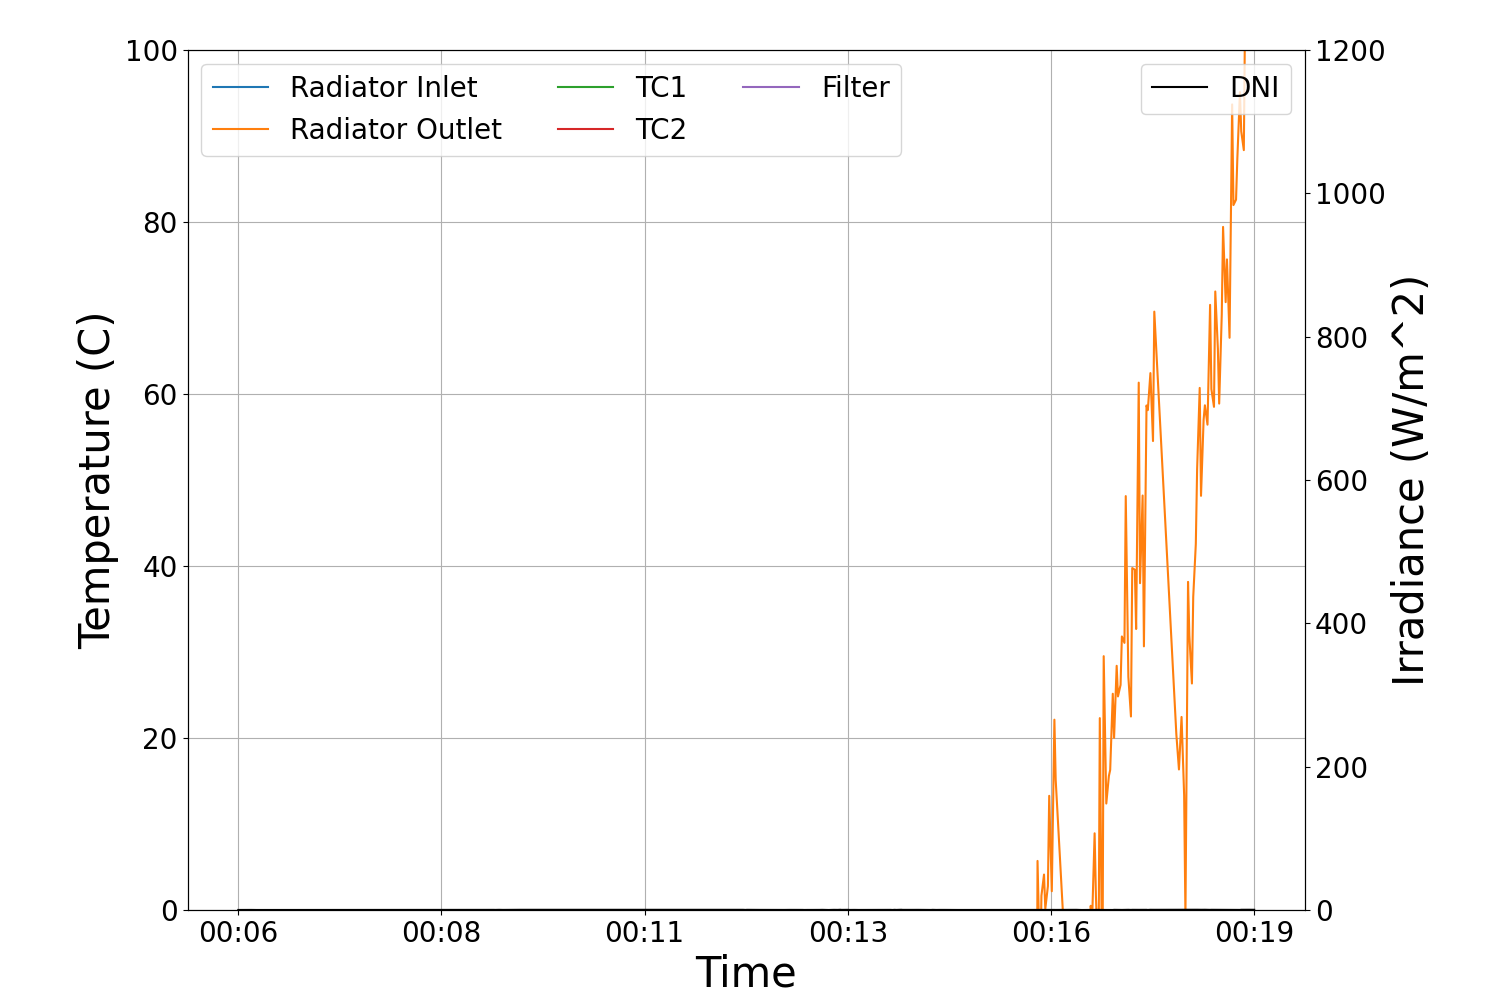 Radiator Inlet
Radiator Outlet
TC1
TC2
Filter
DNI
Temperature (C)
100
80
60
40
20
0
1200
1000
800
600
400
200
0
Irradiance (W/m^2)
00:06 00:08 00:11 00:13 00:16 00:19
Time